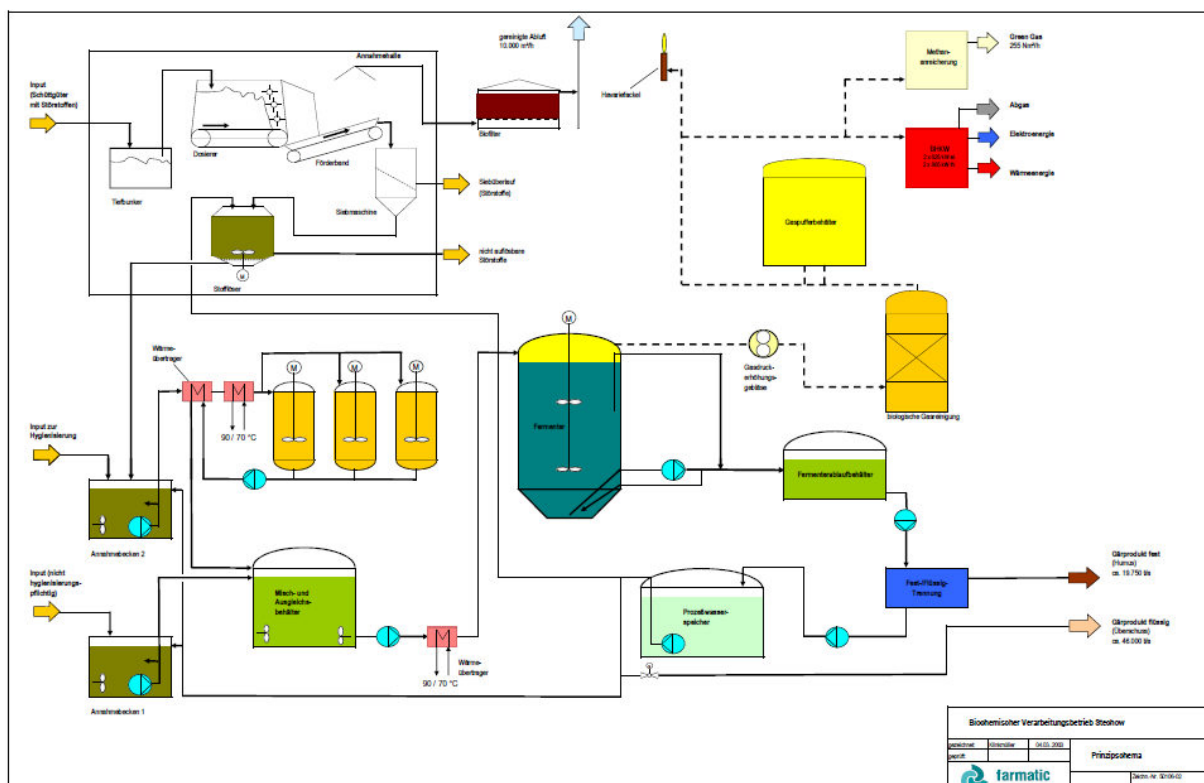 Annahmehalle
gereinigte Abluft
10.000 m³/h
Input
(Schüttgüter
mit Störstoffen)
Dosierer
Förderband
Biofilter
Havariefackel
Methan-
anreicherung
Green Gas
255 Nm³/h
BHKW
Abgas
Elektroenergie
Wärmeenergie
Tiefbunker
Siebmaschine
Siebüberlauf
(Störstoffe)
nicht auflösbare
Störstoffe
M
Stofflöser
Gaspufferbehälter
Wärme-
übertrager
M
M
M
M
M
M
90 / 70 °C
Gasdruck-
erhöhungs-
gebläse
biologische Gasreinigung
Input zur
Hygienisierung
Fermenter
Fermenterablaufbehälter
Annahmebecken 2
Input (nicht
hygienisierungs-
pflichtig)
Misch- und
Ausgleichs-
behälter
M
Wärme-
übertrager
90 / 70 °C
Prozeßwasser-
speicher
Fest-/Flüssig-
Trennung
Gärprodukt fest
(Humus)
ca. 19.750 t/a
Gärprodukt flüssig
(Überschuss)
ca. 46.000 t/a
Annahmebecken 1
Biochemischer Verarbeitungsbetrieb
gezeichnet
04.03. 2003
geprüft
Prinzipschema
farmatic
Zeichn.-Nr. 50106-02